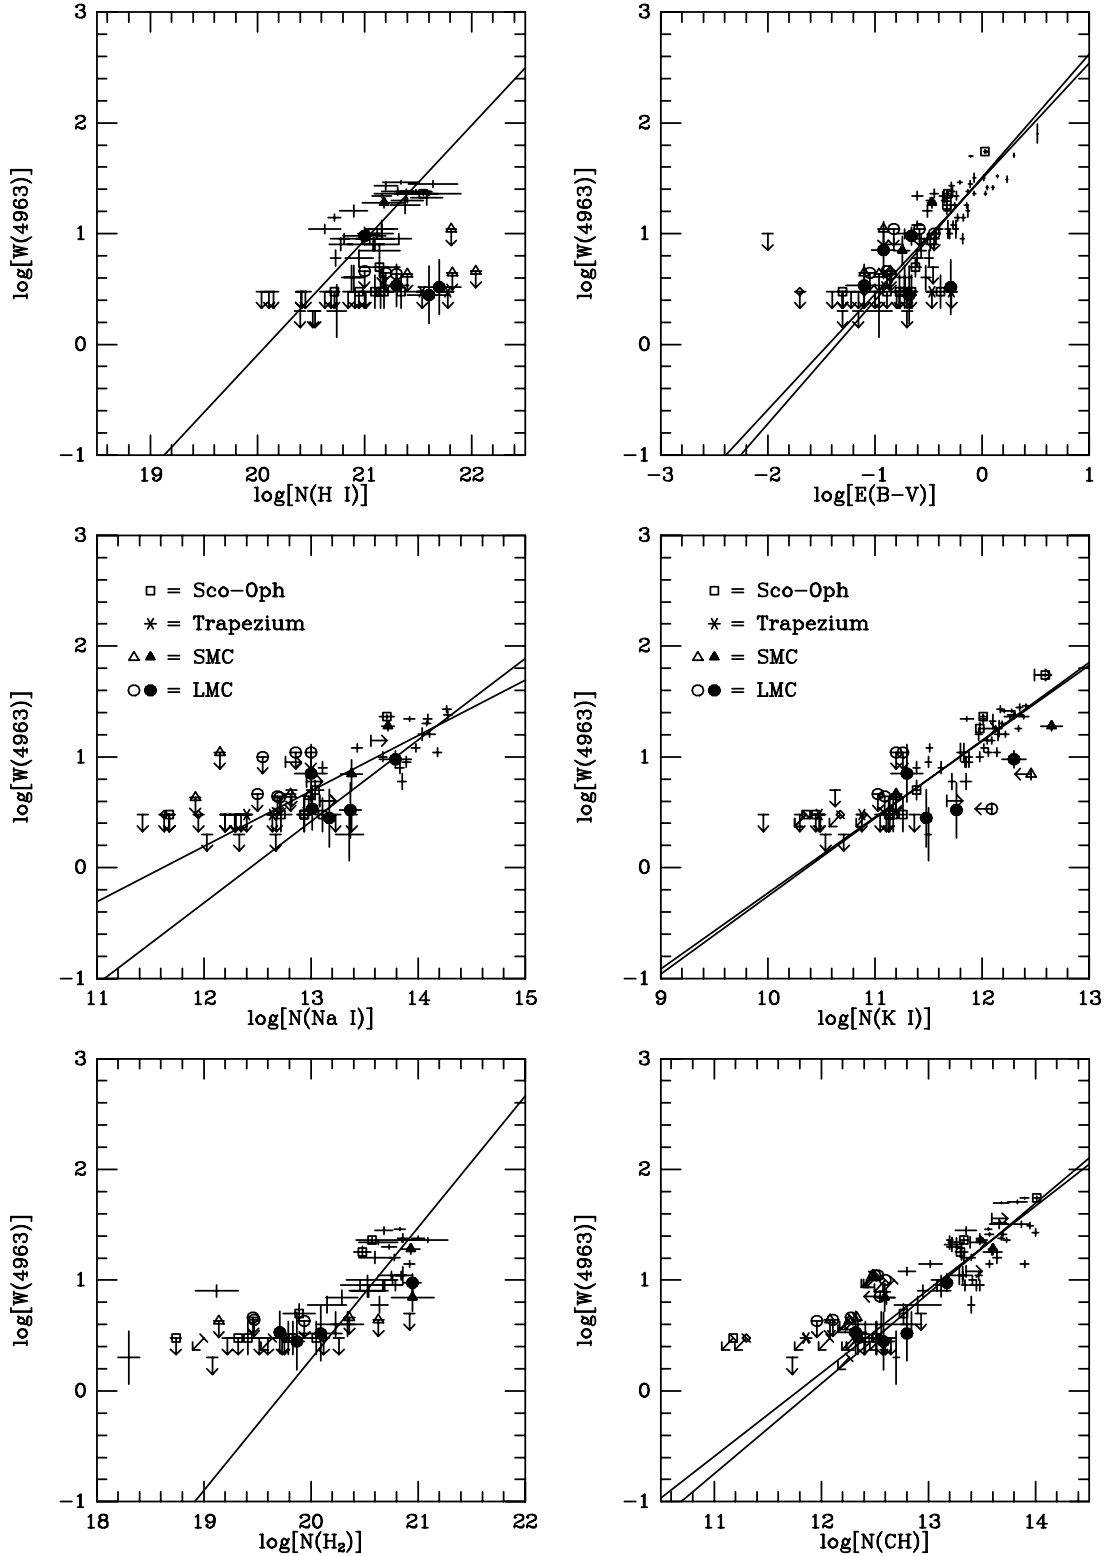 3
2
1
0
−1
log[W(4963)]
19 20 21 22
log[N(H I)]
3
2
1
0
−1
log[W(4963)]
−3 −2 −1 0 1
log[E(B−V)]
3
2
1
0
−1
log[W(4963)]
= Sco−Oph
= Trapezium
= SMC
= LMC
11 12 13 14 15
log[N(Na I)]
3
2
1
0
−1
log[W(4963)]
= Sco−Oph
= Trapezium
= SMC
= LMC
9 10 11 12 13
log[N(K I)]
3
2
1
0
−1
log[W(4963)]
18 19 20 21 22
log[N(H₂)]
3
2
1
0
−1
log[W(4963)]
11 12 13 14
log[N(CH)]